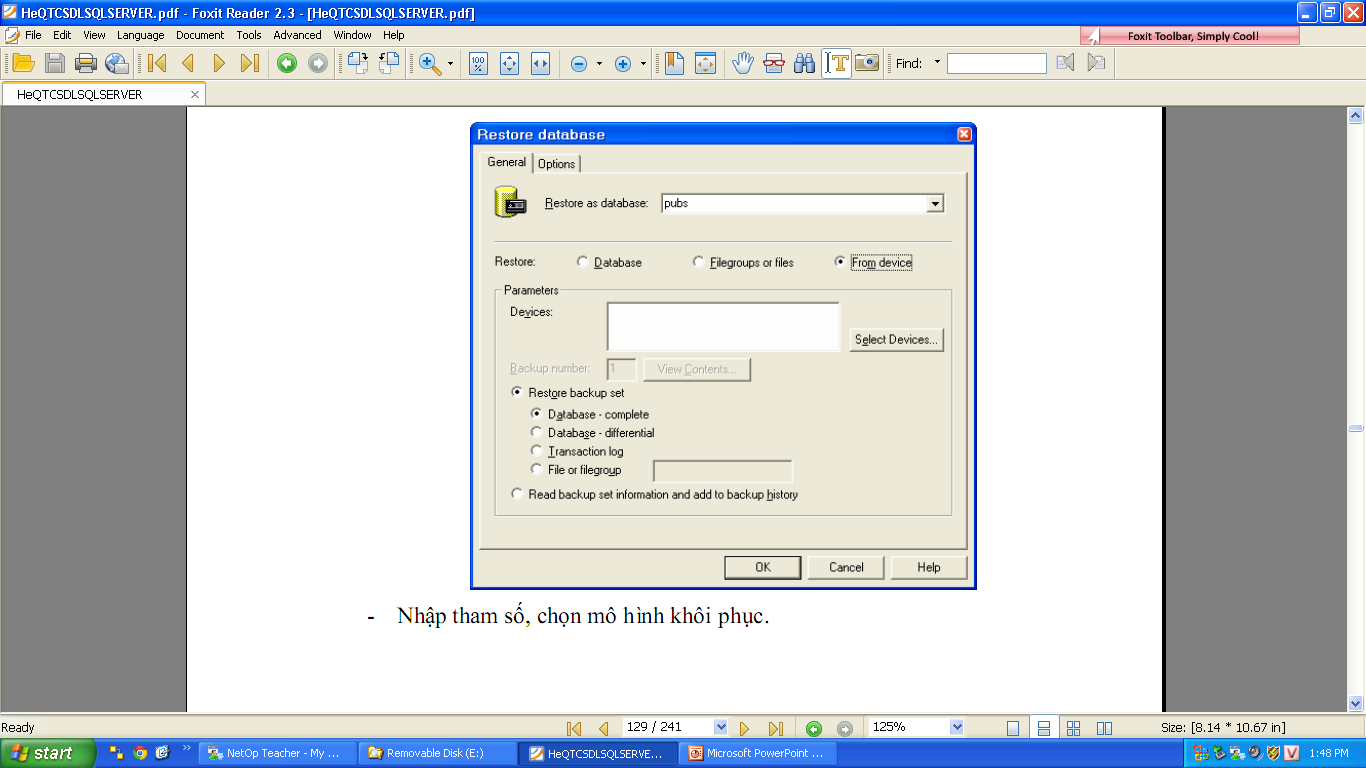 HeQTCSDLSQLSERVER.pdf - Foxit Reader 2.3 - [HeQTCSDLSQLSERVER.pdf]
File Edit View Language Document Tools Advanced Window Help
Foxit Toolbar, Simply Cool!
Find:
HeQTCSDLSQLSERVER
Restore database
General Options
Restore as database: pubs
Restore: Database Filegroups or files From device
Parameters
Devices:
Select Devices...
Backup number: 1 View Contents...
Restore backup set
Database - complete
Database - differential
Transaction log
File or filegroup
Read backup set information and add to backup history
OK Cancel Help
- Nhập tham số, chọn mô hình khôi phục.
Ready 129 / 241 125% Size: [8.14 * 10.67 in]
start NetOp Teacher - My ... Removable Disk (E:) HeQTCSDLSQLSERVE... Microsoft PowerPoint ... 1:48 PM